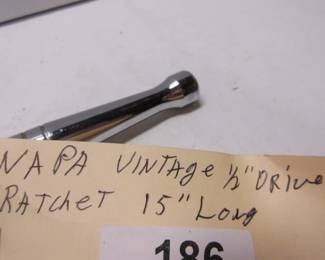 NAPA VINTAGE 1/2" DRIVE
RATCHET 15" LONG
186